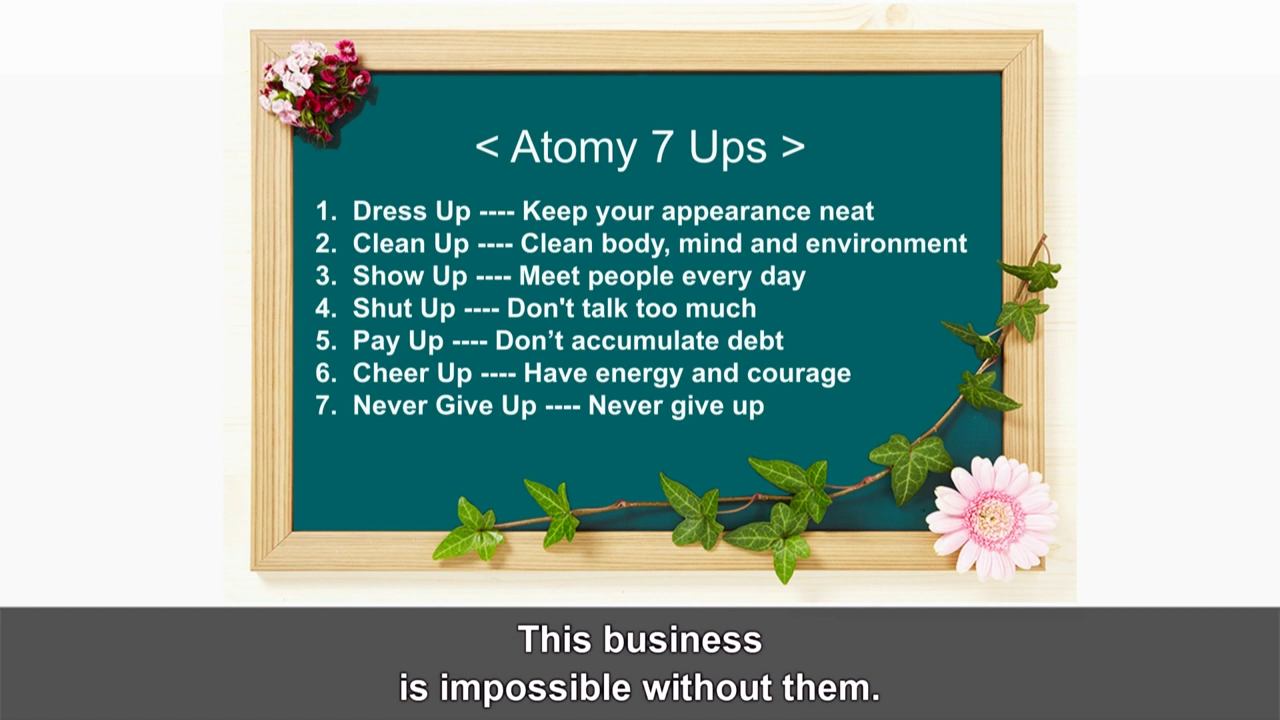 < Atomy 7 Ups >
1. Dress Up ---- Keep your appearance neat
2. Clean Up ---- Clean body, mind and environment
3. Show Up ---- Meet people every day
4. Shut Up ---- Don't talk too much
5. Pay Up ---- Don’t accumulate debt
6. Cheer Up ---- Have energy and courage
7. Never Give Up ---- Never give up
This business
is impossible without them.